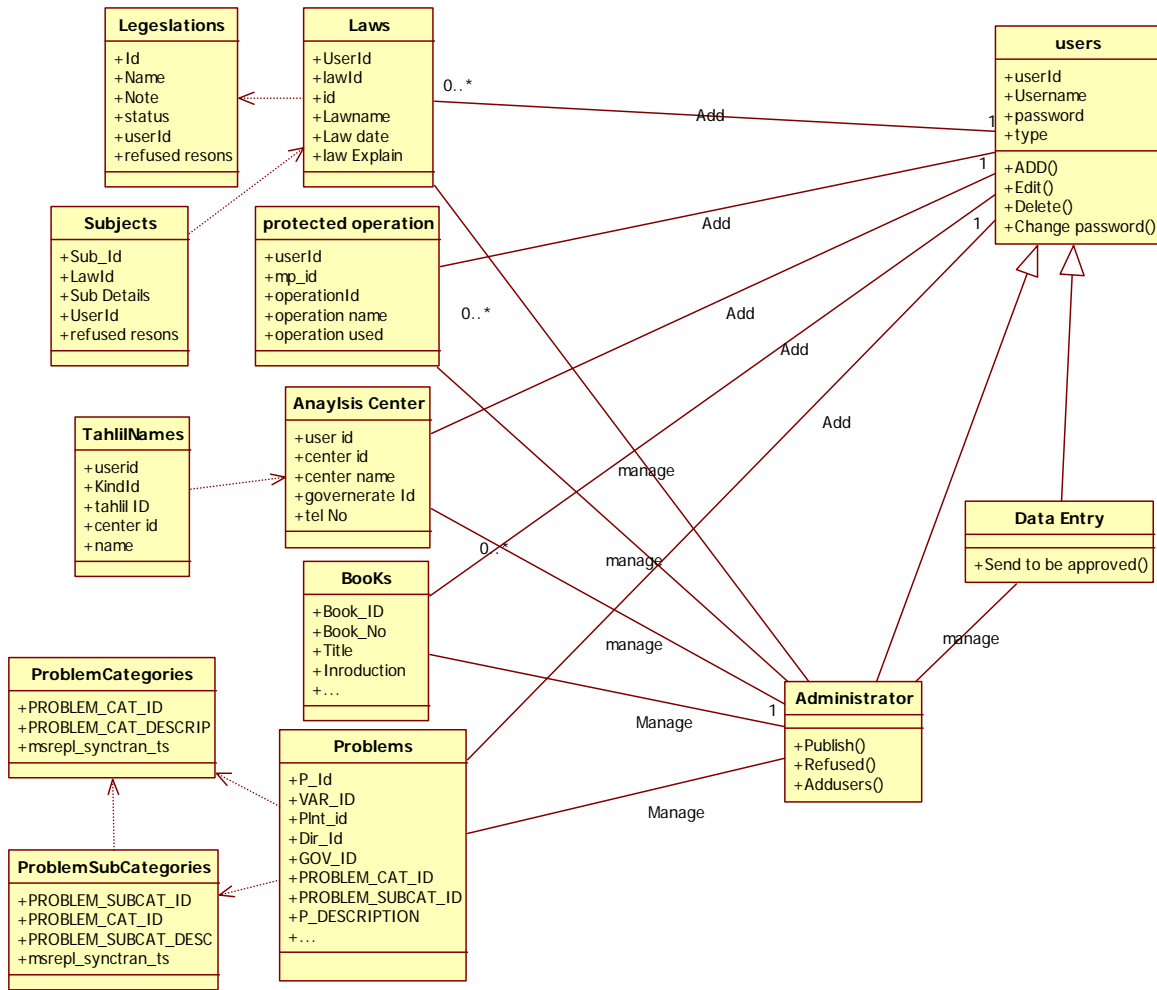 Legeslations
+Id
+Name
+Note
+status
+userId
+refused resons
Laws
+UserId
+lawId
+id
+Lawname
+Law date
+law Explain
users
+userId
+Username
+password
+type
+ADD()
+Edit()
+Delete()
+Change password()
0..*
Add
1
Subjects
+Sub_Id
+LawId
+Sub Details
+UserId
+refused resons
protected operation
+userId
+mp_id
+operationId
+operation name
+operation used
Add
1
1
0..*
Add
Add
Add
TahlilNames
+userid
+KindId
+tahlil ID
+center id
+name
Anaylsis Center
+user id
+center id
+center name
+governerate Id
+tel No
manage
0..*
manage
Data Entry
+Send to be approved()
BooKs
+Book_ID
+Book_No
+Title
+Inroduction
+...
manage
manage
ProblemCategories
+PROBLEM_CAT_ID
+PROBLEM_CAT_DESCRIP
+msrepl_synctran_ts
1
Manage
Administrator
+Publish()
+Refused()
+Addusers()
Problems
+P_Id
+VAR_ID
+PInt_id
+Dir_Id
+GOV_ID
+PROBLEM_CAT_ID
+PROBLEM_SUBCAT_ID
+P_DESCRIPTION
+...
Manage
ProblemSubCategories
+PROBLEM_SUBCAT_ID
+PROBLEM_CAT_ID
+PROBLEM_SUBCAT_DESC
+msrepl_synctran_ts